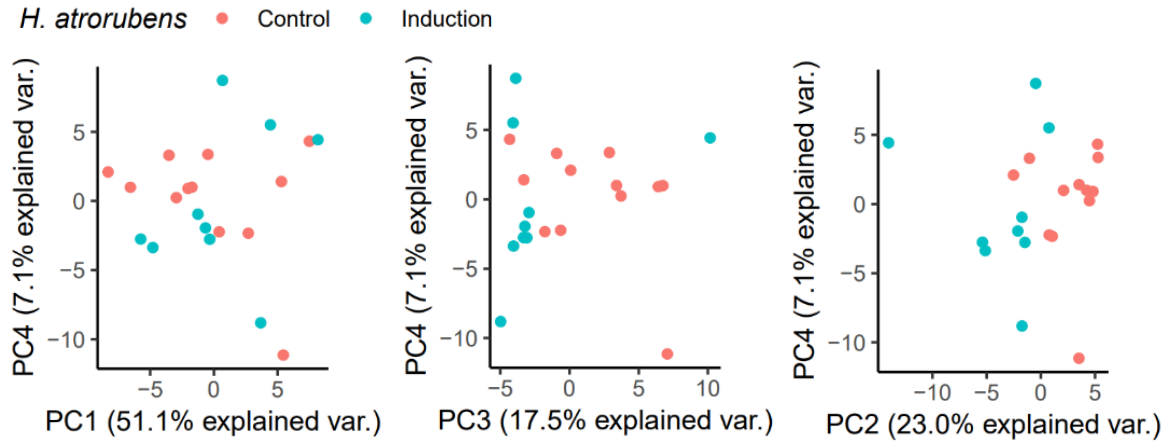 H. atrorubens Control Induction
PC4 (7.1% explained var.)
5
0
−5
−10
−5 0 5
PC1 (51.1% explained var.)
PC4 (7.1% explained var.)
5
0
−5
−10
−5 0 5 10
PC3 (17.5% explained var.)
PC4 (7.1% explained var.)
5
0
−5
−10
−10 −5 0 5
PC2 (23.0% explained var.)